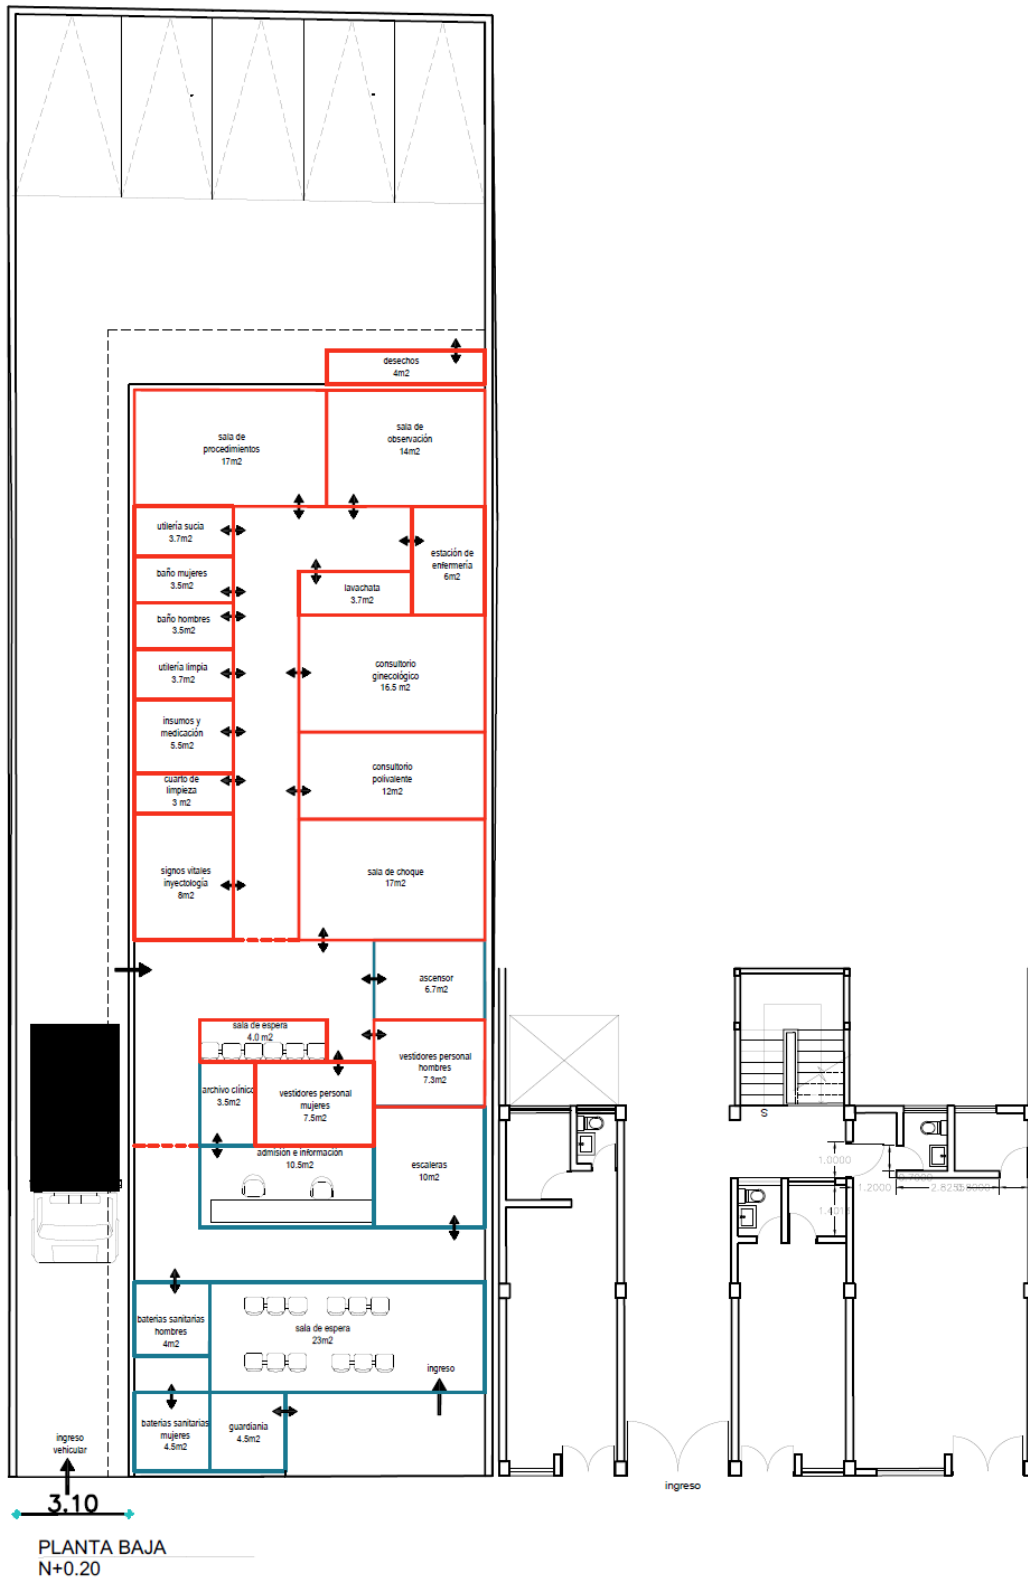 desechos
4m2
sala de
procedimientos
17m2
sala de
observación
14m2
utilería sucia
3.7m2
estación de
enfermería
6m2
baño mujeres
3.5m2
lavachata
3.7m2
baño hombres
3.5m2
utilería limpia
3.7m2
consultorio
ginecológico
16.5 m2
insumos y
medicación
5.5m2
consultorio
polivalente
12m2
cuarto de
limpieza
3 m2
signos vitales
inyectología
8m2
sala de choque
17m2
ascensor
6.7m2
sala de espera
4.0 m2
vestidores personal
hombres
7.3m2
archivo clínico
3.5m2
vestidores personal
mujeres
7.5m2
admisión e información
10.5m2
escaleras
10m2
S
1.0000
1.2000
baterias sanitarias
hombres
4m2
sala de espera
23m2
ingreso
baterias sanitarias
mujeres
4.5m2
guardianía
4.5m2
ingreso
vehicular
ingreso
3.10
PLANTA BAJA
N+0.20